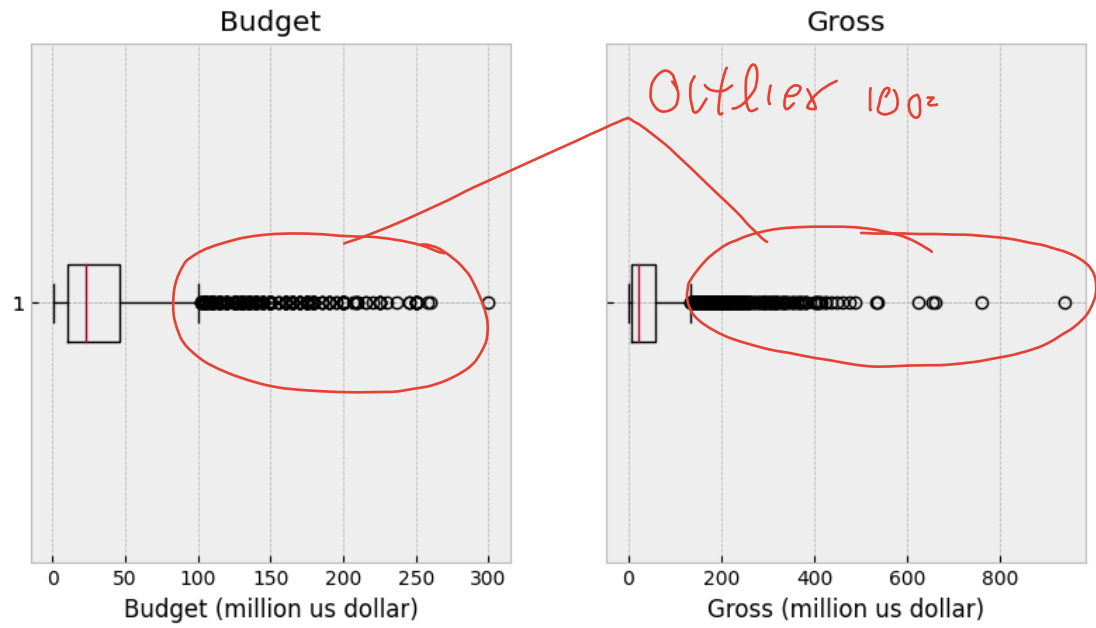 Budget
Gross
Outlier
1
0 50 100 150 200 250 300
0 200 400 600 800
Budget (million us dollar)
Gross (million us dollar)